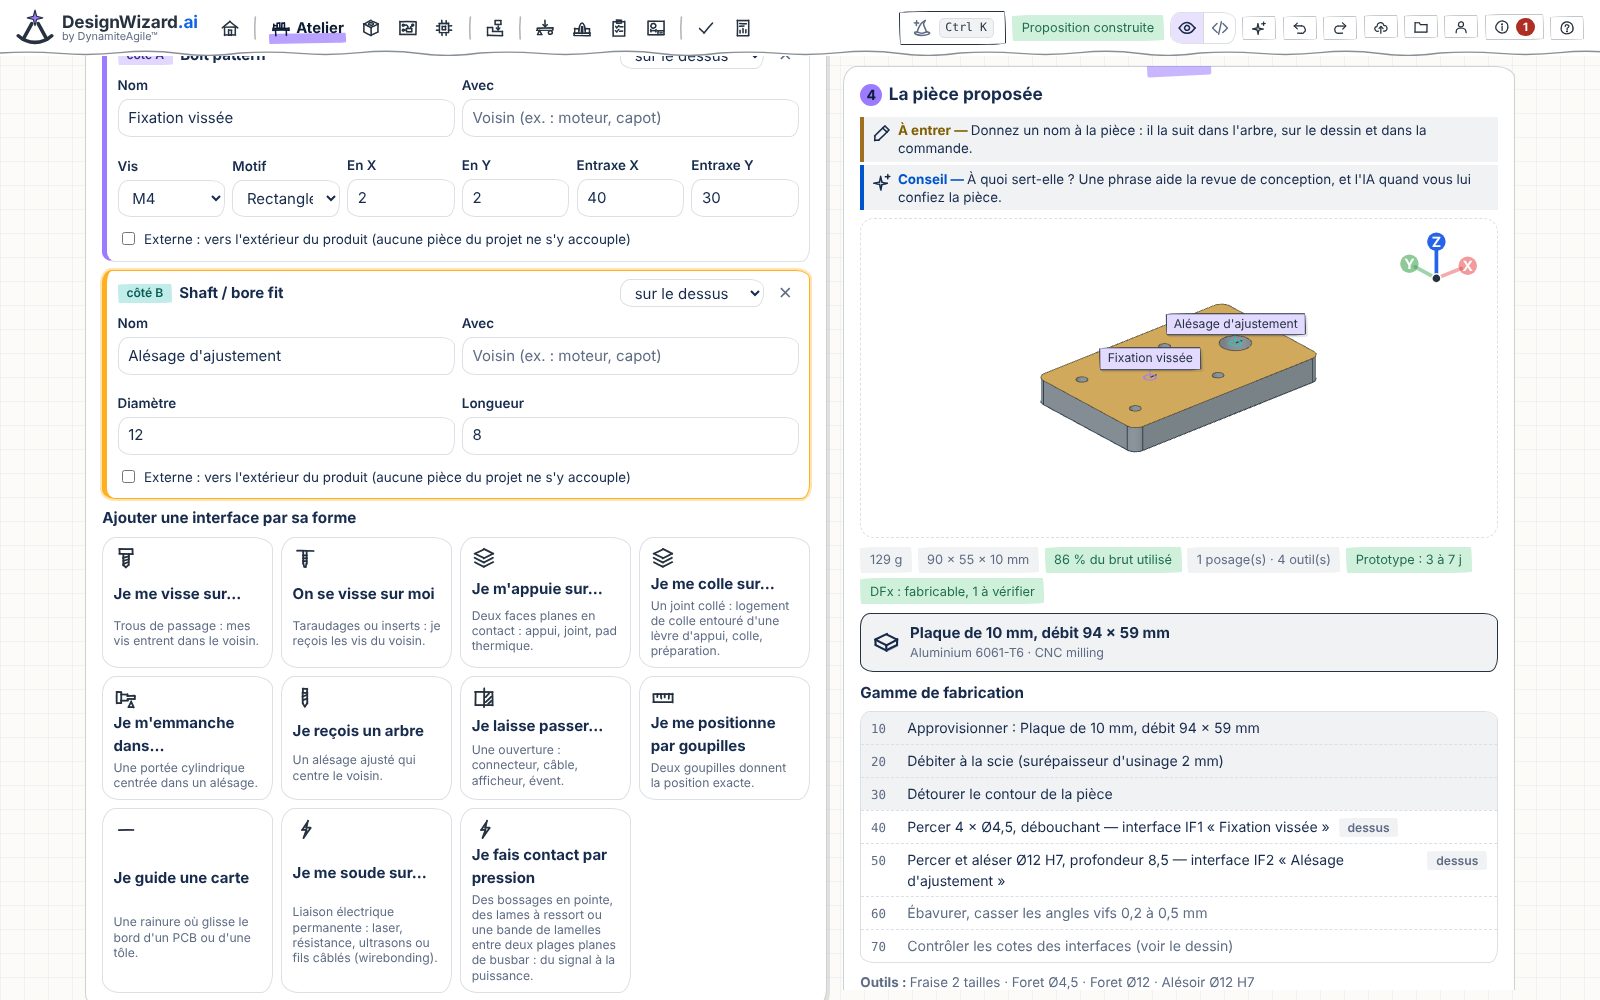 DesignWizard.ai
by DynamiteAgile™
Atelier
Ctrl K
Proposition construite
1
côté A Bolt pattern
sur le dessus
Nom
Avec
Fixation vissée
Voisin (ex. : moteur, capot)
Vis
Motif
En X
En Y
Entraxe X
Entraxe Y
M4
Rectangle
2
2
40
30
Externe : vers l'extérieur du produit (aucune pièce du projet ne s'y accouple)
côté B Shaft / bore fit
sur le dessus
Nom
Avec
Alésage d'ajustement
Voisin (ex. : moteur, capot)
Diamètre
Longueur
12
8
Externe : vers l'extérieur du produit (aucune pièce du projet ne s'y accouple)
Ajouter une interface par sa forme
Je me visse sur...
Trous de passage : mes
vis entrent dans le voisin.
On se visse sur moi
Taraudages ou inserts : je
reçois les vis du voisin.
Je m'appuie sur...
Deux faces planes en
contact : appui, joint, pad
thermique.
Je me colle sur...
Un joint collé : logement
de colle entouré d'une
lèvre d'appui, colle,
préparation.
Je m'emmanche
dans...
Une portée cylindrique
centrée dans un alésage.
Je reçois un arbre
Un alésage ajusté qui
centre le voisin.
Je laisse passer...
Une ouverture :
connecteur, câble,
afficheur, évent.
Je me positionne
par goupilles
Deux goupilles donnent
la position exacte.
Je guide une carte
Une rainure où glisse le
bord d'un PCB ou d'une
tôle.
Je me soude sur...
Liaison électrique
permanente : laser,
résistance, ultrasons ou
fils câblés (wirebonding).
Je fais contact par
pression
Des bossages en pointe,
des lames à ressort ou
une bande de lamelles
entre deux plages planes
de busbar : du signal à la
puissance.
4 La pièce proposée
À entrer — Donnez un nom à la pièce : il la suit dans l'arbre, sur le dessin et dans la
commande.
Conseil — À quoi sert-elle ? Une phrase aide la revue de conception, et l'IA quand vous lui
confiez la pièce.
Z
Y
X
Alésage d'ajustement
Fixation vissée
129 g
90 × 55 × 10 mm
86 % du brut utilisé
1 posage(s) · 4 outil(s)
Prototype : 3 à 7 j
DFx : fabricable, 1 à vérifier
Plaque de 10 mm, débit 94 × 59 mm
Aluminium 6061-T6 · CNC milling
Gamme de fabrication
10 Approvisionner : Plaque de 10 mm, débit 94 × 59 mm
20 Débiter à la scie (surépaisseur d'usinage 2 mm)
30 Détourer le contour de la pièce
40 Percer 4 × Ø4,5, débouchant — interface IF1 « Fixation vissée » dessus
50 Percer et aléser Ø12 H7, profondeur 8,5 — interface IF2 « Alésage dessus
d'ajustement »
60 Ébavurer, casser les angles vifs 0,2 à 0,5 mm
70 Contrôler les cotes des interfaces (voir le dessin)
Outils : Fraise 2 tailles · Foret Ø4,5 · Foret Ø12 · Alésoir Ø12 H7